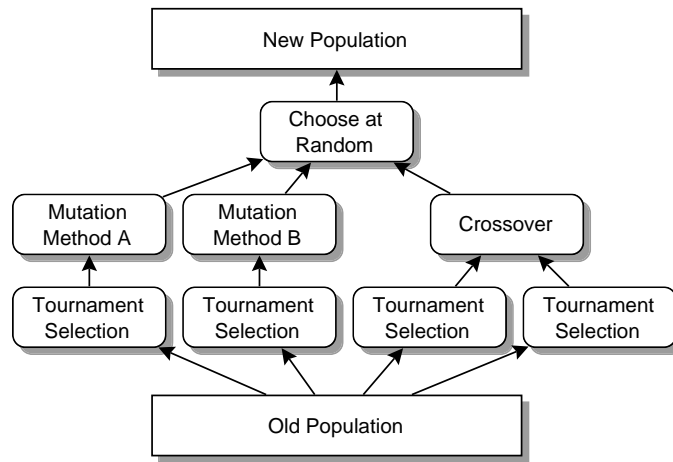 New Population
Choose at
Random
Mutation
Method A
Mutation
Method B
Crossover
Tournament
Selection
Tournament
Selection
Tournament
Selection
Tournament
Selection
Old Population